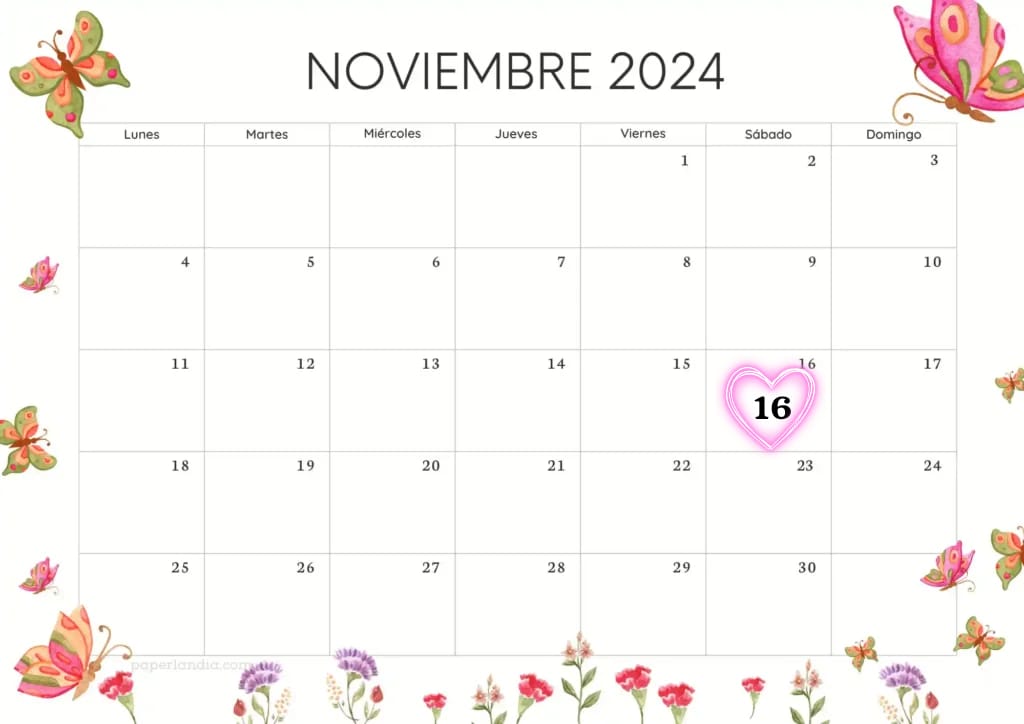 NOVIEMBRE 2024
Lunes Martes Miércoles Jueves Viernes Sábado Domingo
1 2 3
4 5 6 7 8 9 10
11 12 13 14 15 16 17
16
18 19 20 21 22 23 24
25 26 27 28 29 30
paperlandia.com